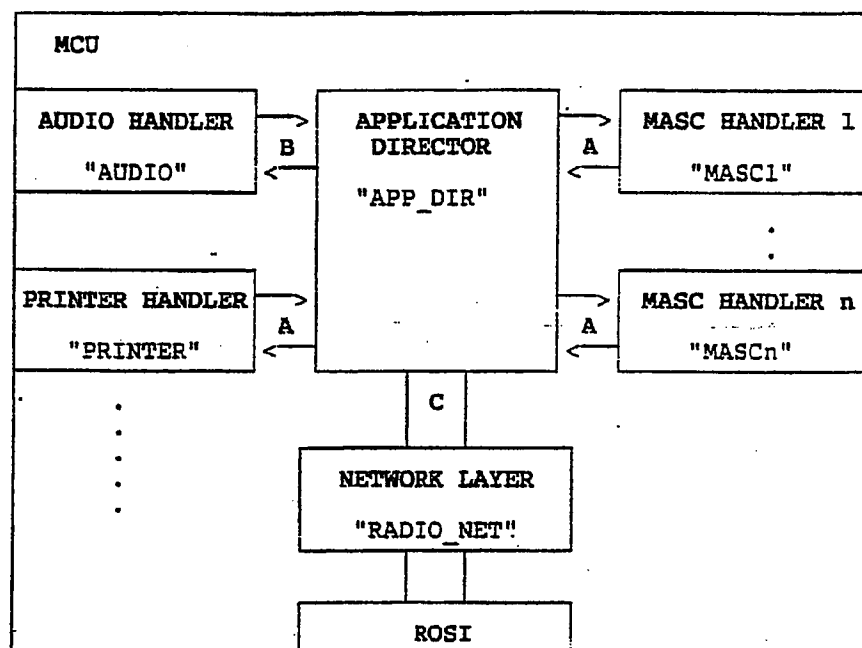 MCU
AUDIO HANDLER
"AUDIO"
B
APPLICATION
DIRECTOR
"APP_DIR"
A
MASC HANDLER 1
"MASC1"
PRINTER HANDLER
"PRINTER"
A
A
MASC HANDLER n
"MASCn"
C
NETWORK LAYER
"RADIO_NET"
ROSI